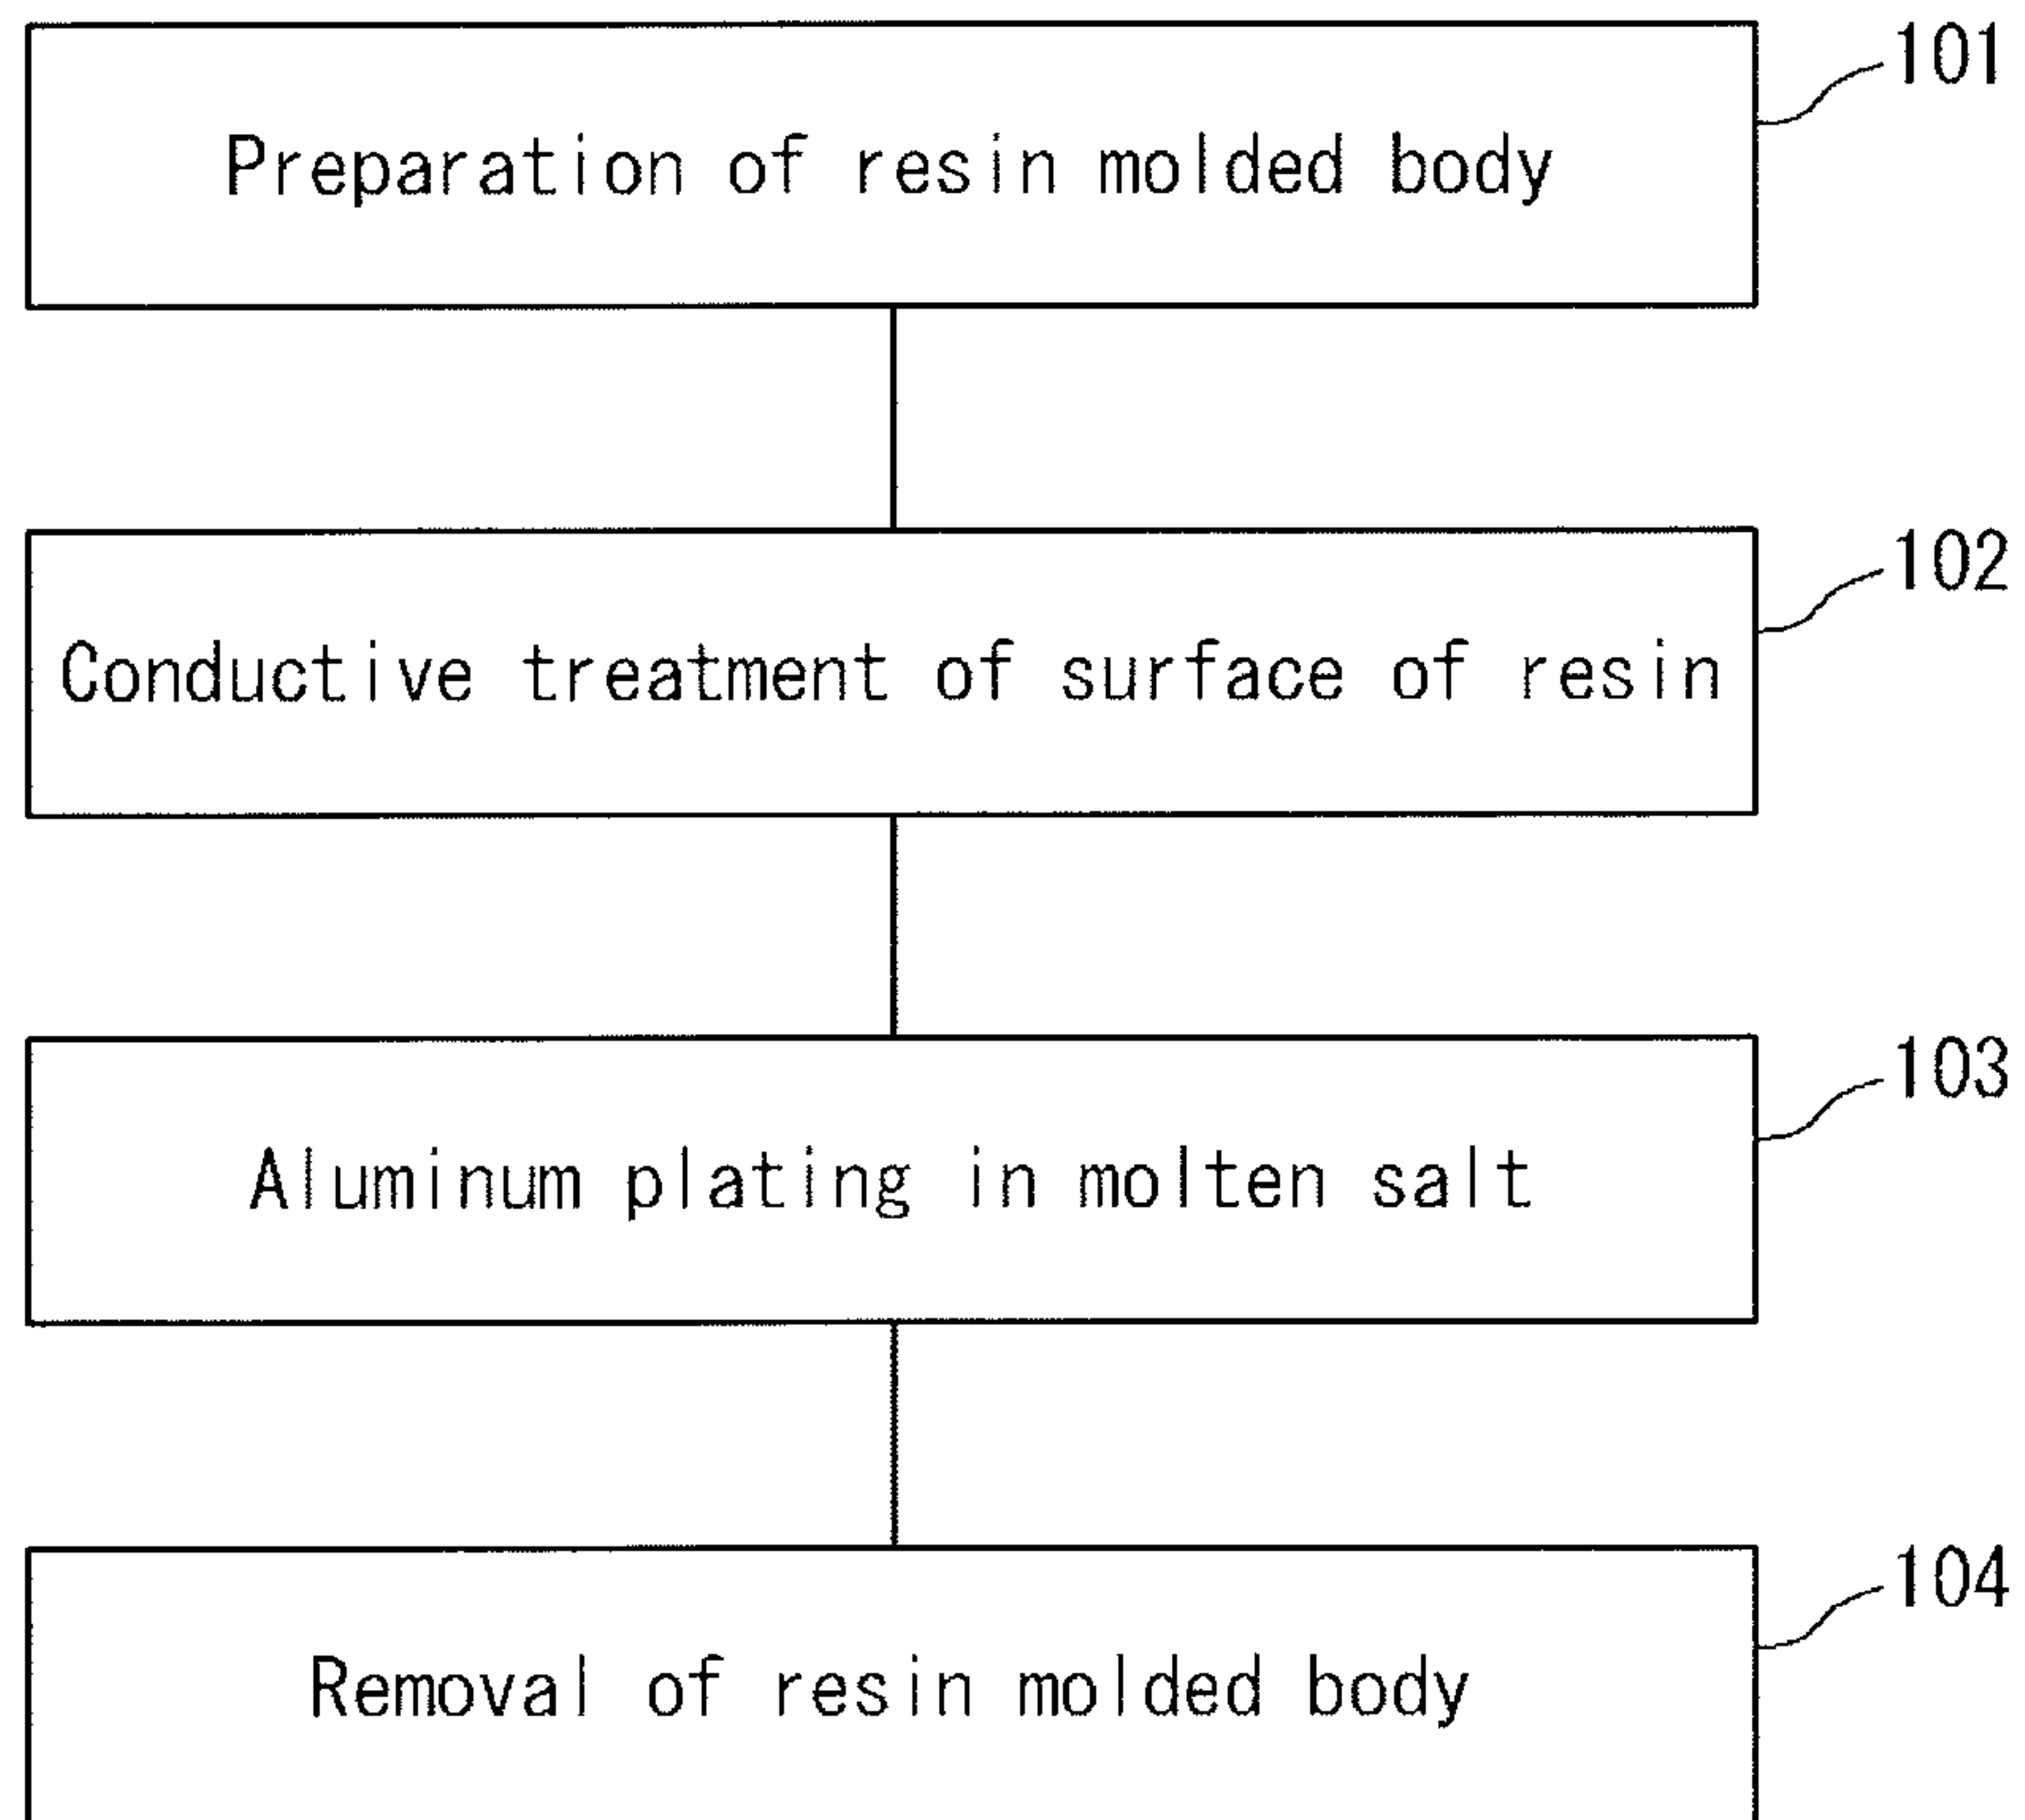 101
Preparation of resin molded body
102
Conductive treatment of surface of resin
103
Aluminum plating in molten salt
104
Removal of resin molded body